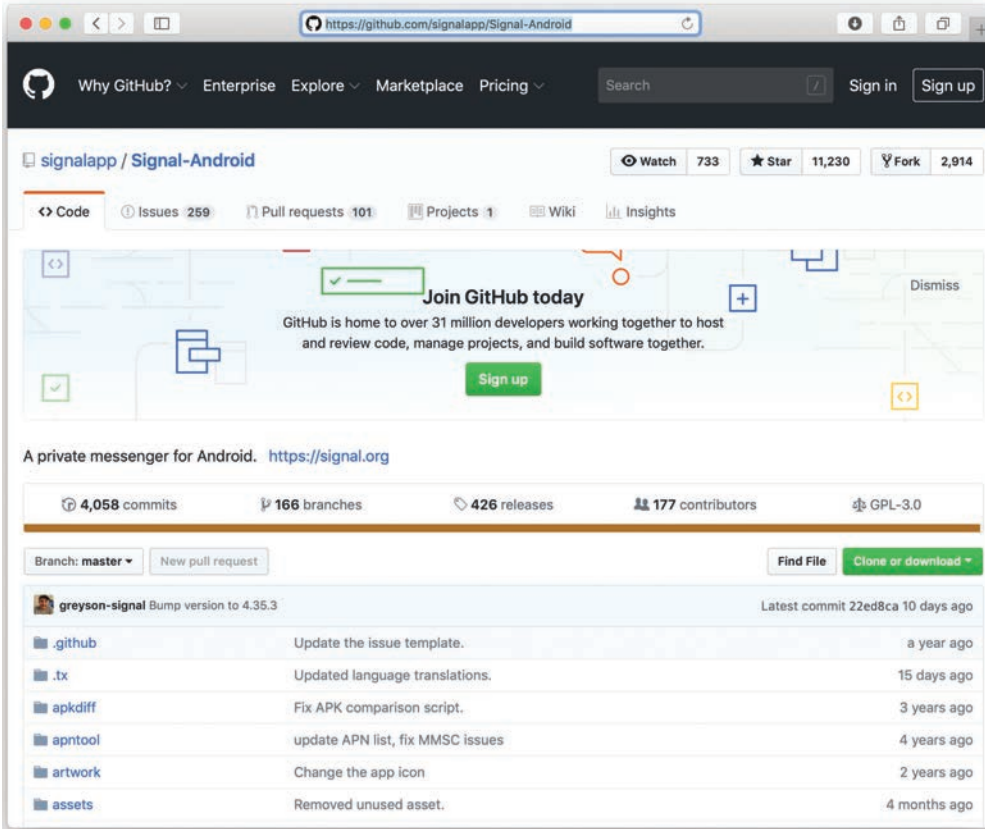 https://github.com/signalapp/Signal-Android
Why GitHub? Enterprise Explore Marketplace Pricing Search / Sign in Sign up
signalapp / Signal-Android Watch 733 Star 11,230 Fork 2,914
<> Code Issues 259 Pull requests 101 Projects 1 Wiki Insights
Dismiss
Join GitHub today
GitHub is home to over 31 million developers working together to host
and review code, manage projects, and build software together.
Sign up
A private messenger for Android. https://signal.org
4,058 commits 166 branches 426 releases 177 contributors GPL-3.0
Branch: master New pull request Find File Clone or download
greyson-signal Bump version to 4.35.3 Latest commit 22ed8ca 10 days ago
.github Update the issue template. a year ago
.tx Updated language translations. 15 days ago
apkdiff Fix APK comparison script. 3 years ago
apntool update APN list, fix MMSC issues 4 years ago
artwork Change the app icon 2 years ago
assets Removed unused asset. 4 months ago